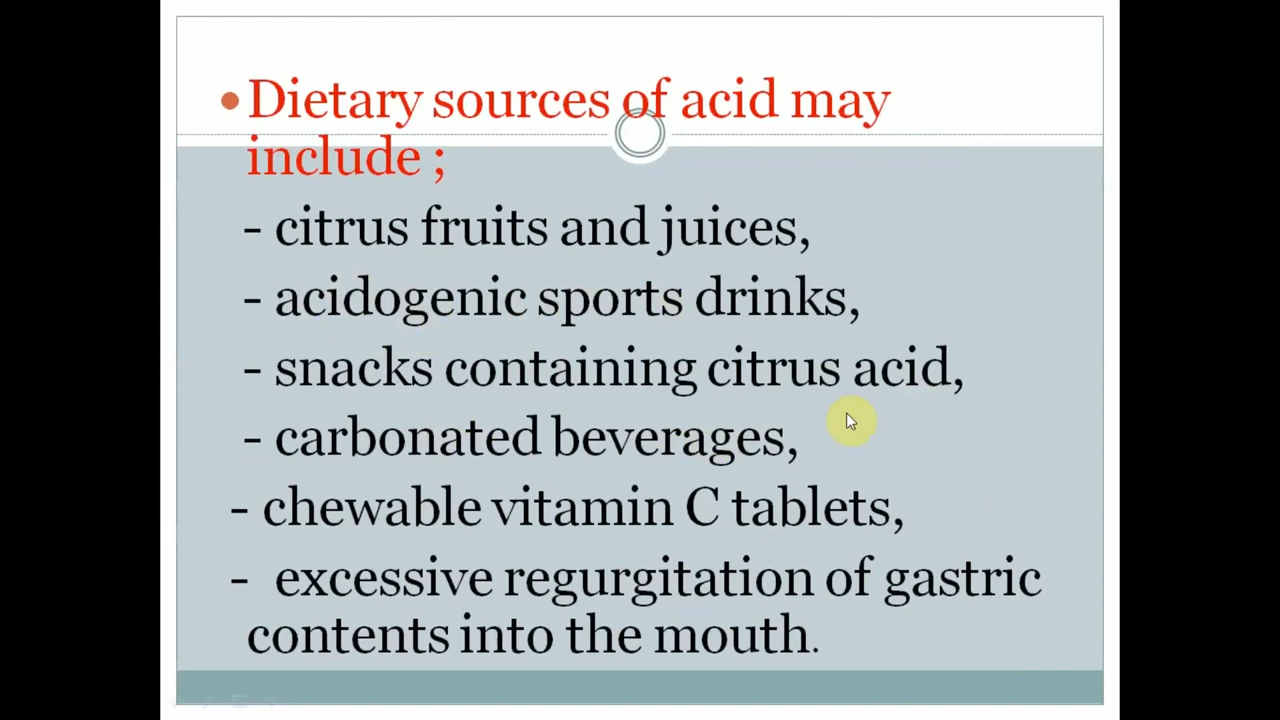 • Dietary sources of acid may
include ;
- citrus fruits and juices,
- acidogenic sports drinks,
- snacks containing citrus acid,
- carbonated beverages,
- chewable vitamin C tablets,
- excessive regurgitation of gastric
contents into the mouth.